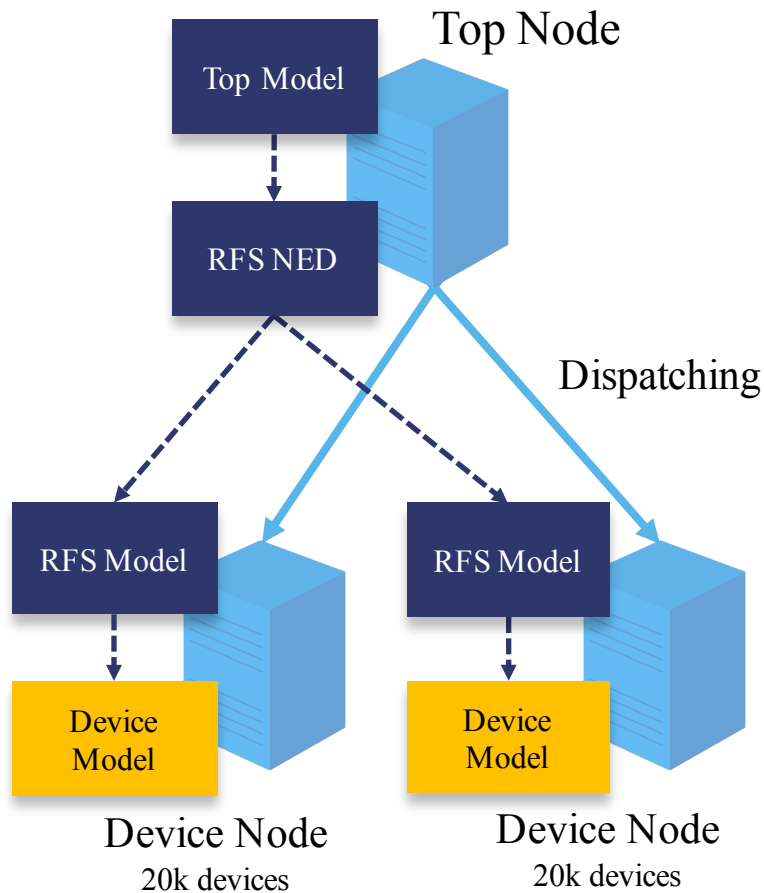 Top Node
Top Model
RFS NED
Dispatching
RFS Model
RFS Model
Device
Model
Device
Model
Device Node
20k devices
Device Node
20k devices